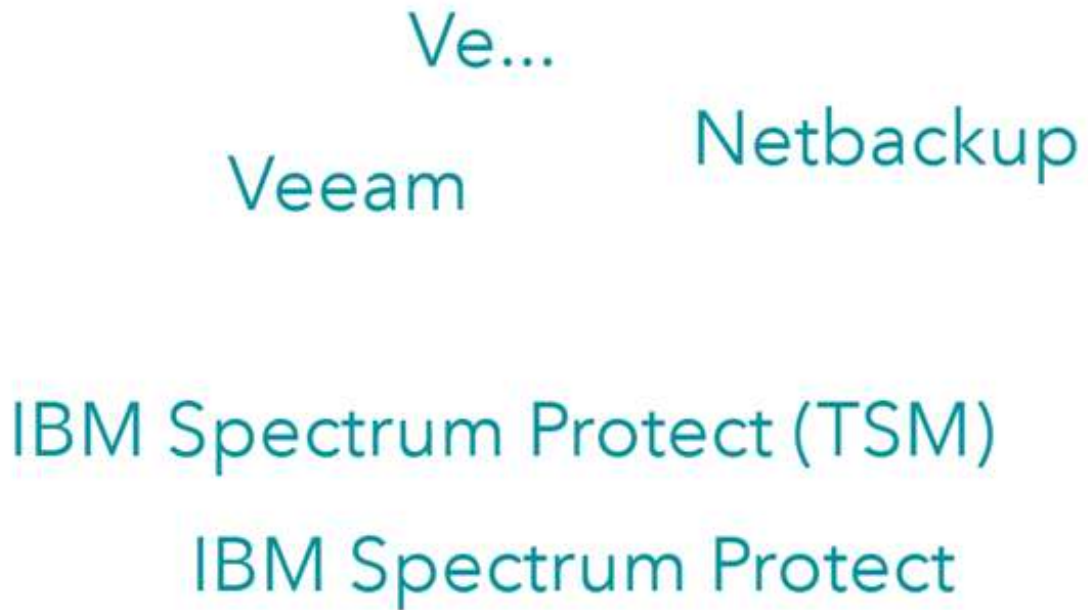 Ve...
Netbackup
Veeam
IBM Spectrum Protect (TSM)
IBM Spectrum Protect